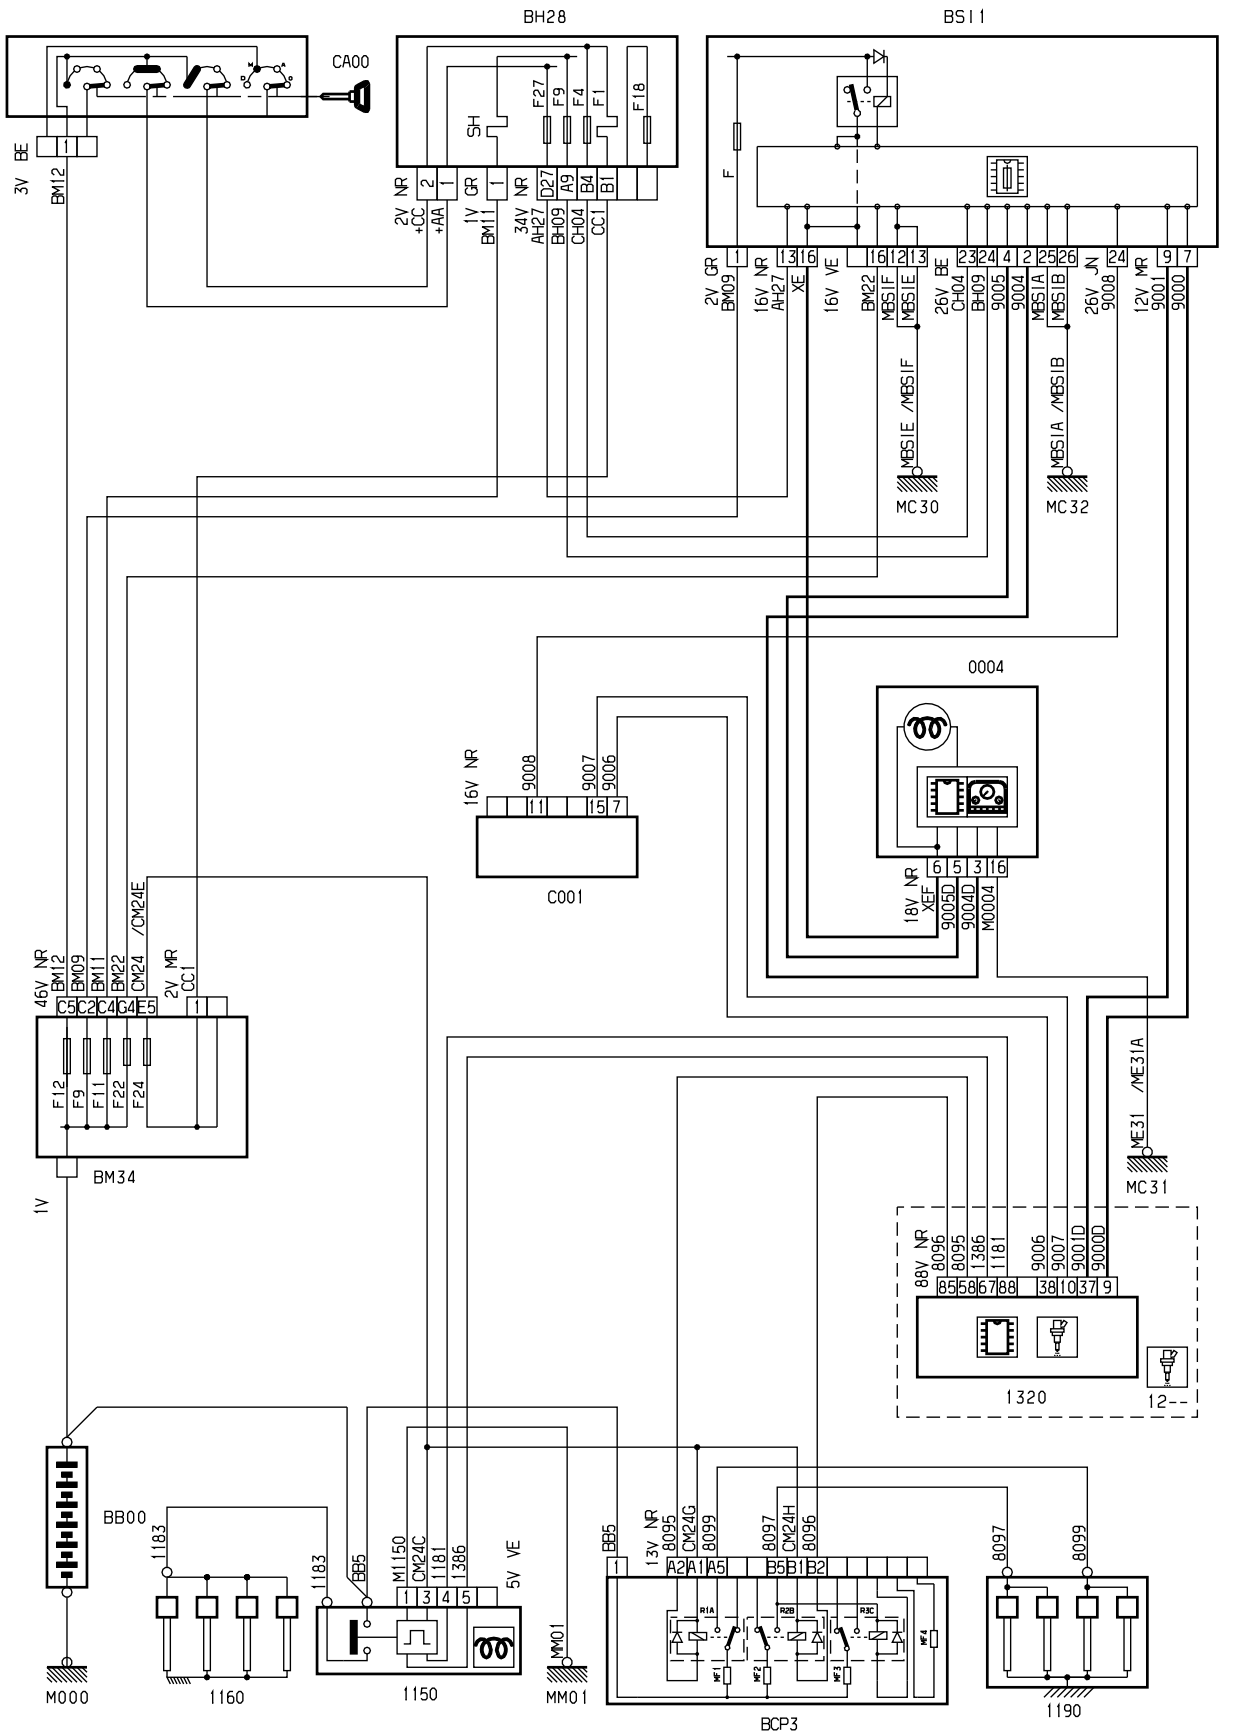 BH28
BSI1
CA00
M
A
D
D
SH
F27
F9
F4
F1
F18
F
3V BE
1
BM12
2V NR
2
1
+CC
+AA
1V GR
1
BM11
34V NR
D27
A9
B4
B1
AH27
BH09
CH04
CC1
2V GR
1
BM09
16V NR
13
16
AH27
XE
16V VE
16
12
13
BM22
MBSIF
MBSIE
26V BE
23
24
4
2
25
26
CH04
BH09
9005
9004
MBSIA
MBSIB
26V JN
24
9008
12V MR
9
7
9001
9000
MBSIE /MBSIF
MBSIA /MBSIB
MC30
MC32
0004
16V NR
9008
9007
9006
11
15
7
C001
6
5
3
16
18V NR
XEF
9005D
9004D
M0004
46V NR
BM12
BM09
BM11
BM22
CM24 /CM24E
2V MR
CC1
C5
C2
C4
G4
E5
1
F12
F9
F11
F22
F24
BM34
1V
ME31 /ME31A
MC31
88V NR
8096
8095
1386
1181
9006
9007
9001D
9000D
85
58
67
88
38
10
37
9
1320
12--
BB00
M000
1183
1160
1183
BB5
M1150
CM24C
1181
1386
5V VE
1
3
4
5
1150
MM01
MM01
BB5
13V NR
8095
CM24G
8099
8097
CM24H
8096
1
A2
A1
A5
B5
B1
B2
R1A
R2B
R3C
MF1
MF2
MF3
MF4
BCP3
8097
8099
1190